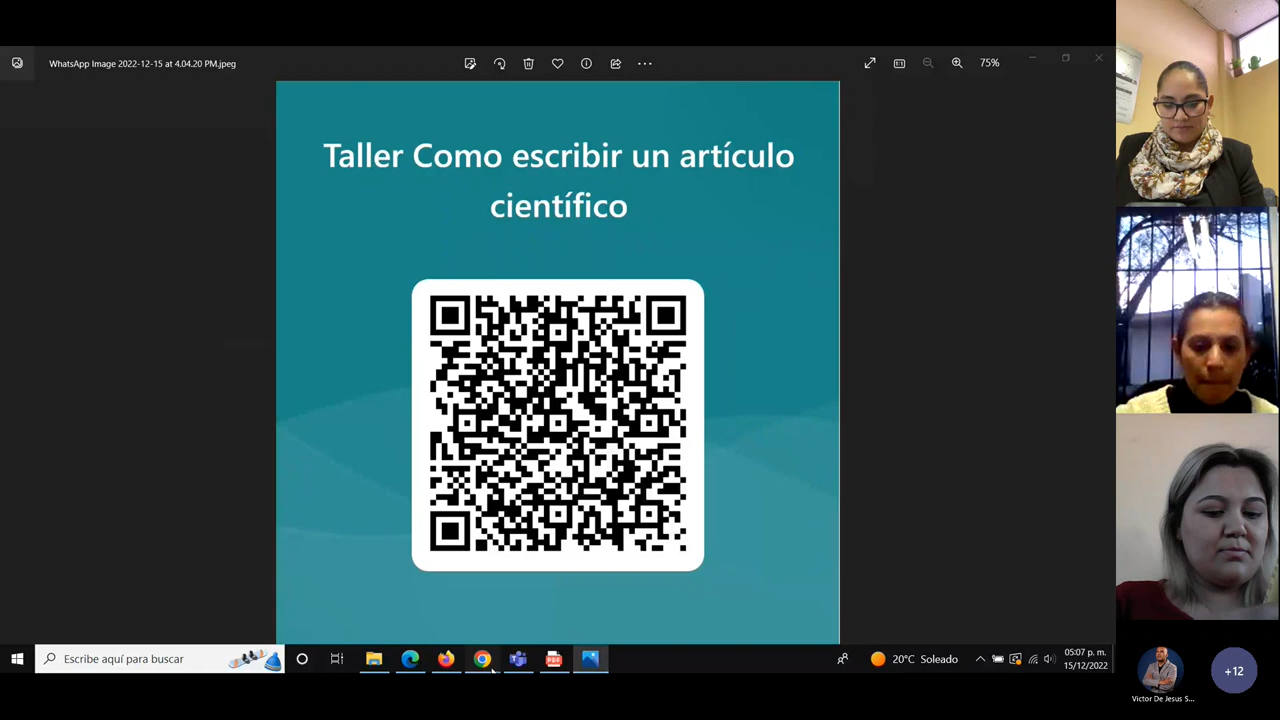 WhatsApp Image 2022-12-15 at 4.04.20 PM.jpeg
75%
Taller Como escribir un artículo
científico
Escribe aquí para buscar
20°C Soleado
05:07 p. m.
15/12/2022
Victor De Jesus S...
+12